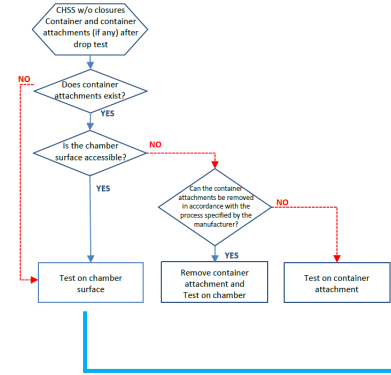 CHSS w/o closures
Container and container
attachments (if any) after
drop test
NO
Does container
attachments exist?
YES
Is the chamber
surface accessible?
NO
YES
Can the container
attachments be removed
in accordance with the
process specified by the
manufacturer?
NO
YES
Test on chamber
surface
Remove container
attachment and
Test on chamber
Test on container
attachment